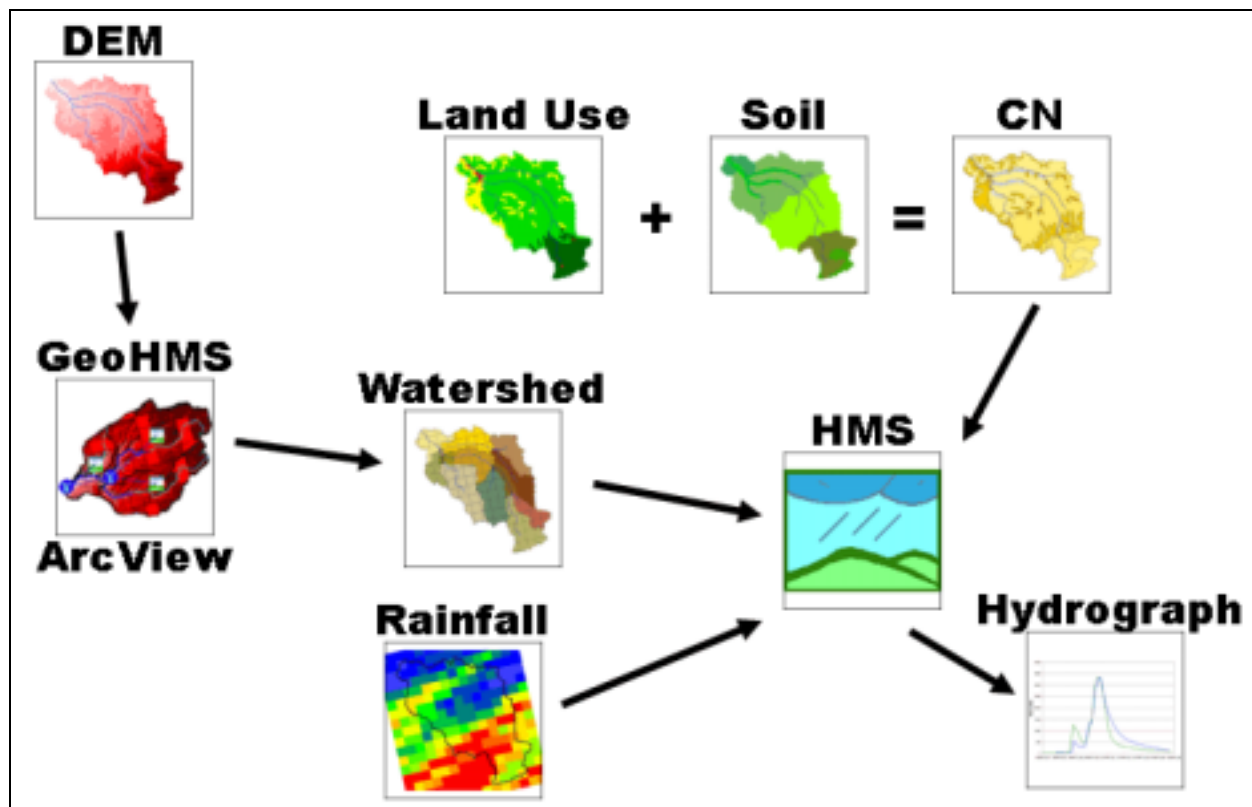 DEM
Land Use
+
Soil
=
CN
GeoHMS
ArcView
Watershed
HMS
Rainfall
Hydrograph